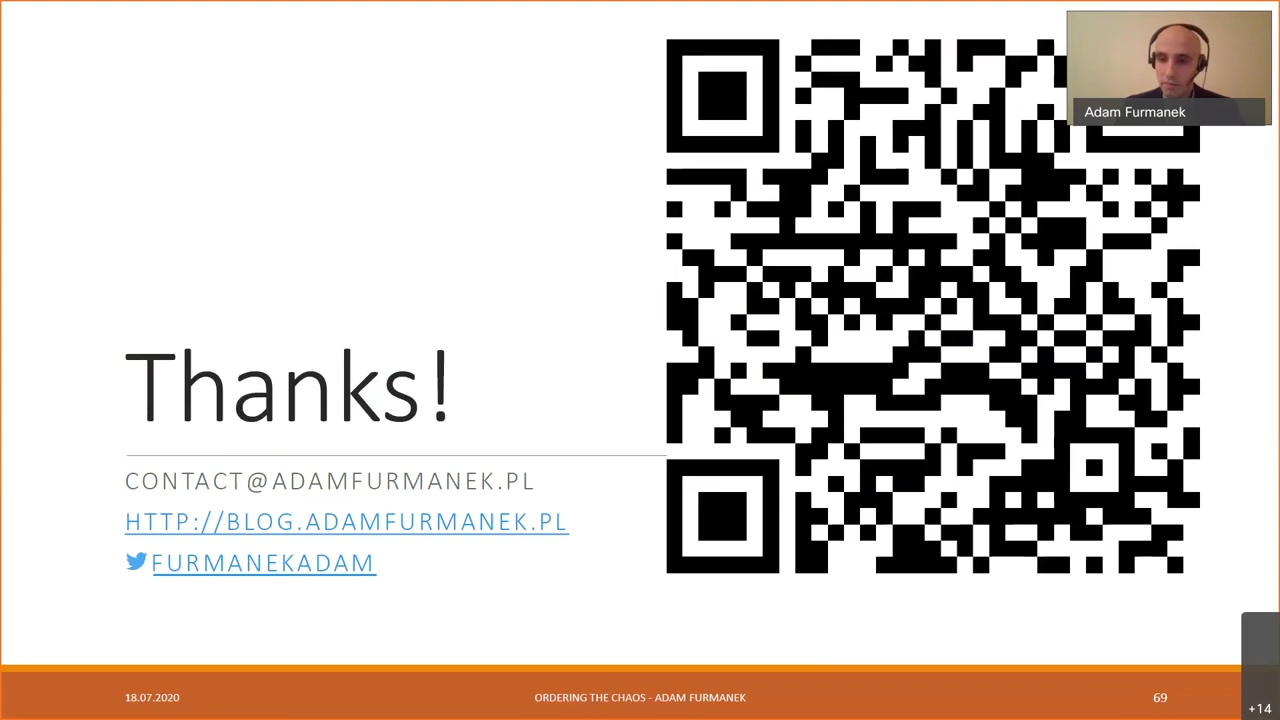 Adam Furmanek
Thanks!
CONTACT@ADAMFURMANEK.PL
HTTP://BLOG.ADAMFURMANEK.PL
FURMANEKADAM
18.07.2020
ORDERING THE CHAOS - ADAM FURMANEK
69
+14